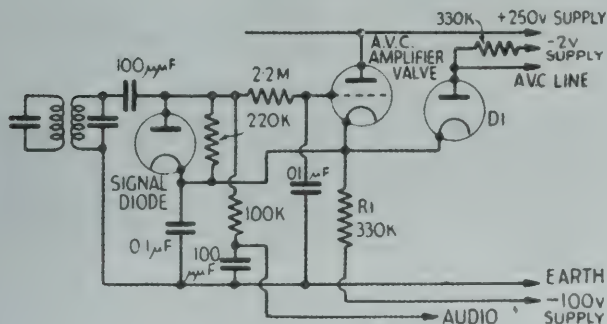 330K
+250V SUPPLY
A.V.C.
AMPLIFIER
VALVE
-2V
SUPPLY
A.V.C LINE
100μμF
2·2M
220K
D1
SIGNAL
DIODE
01μF
R1
330K
100K
0·1μF
100
μμF
EARTH
-100V
SUPPLY
AUDIO